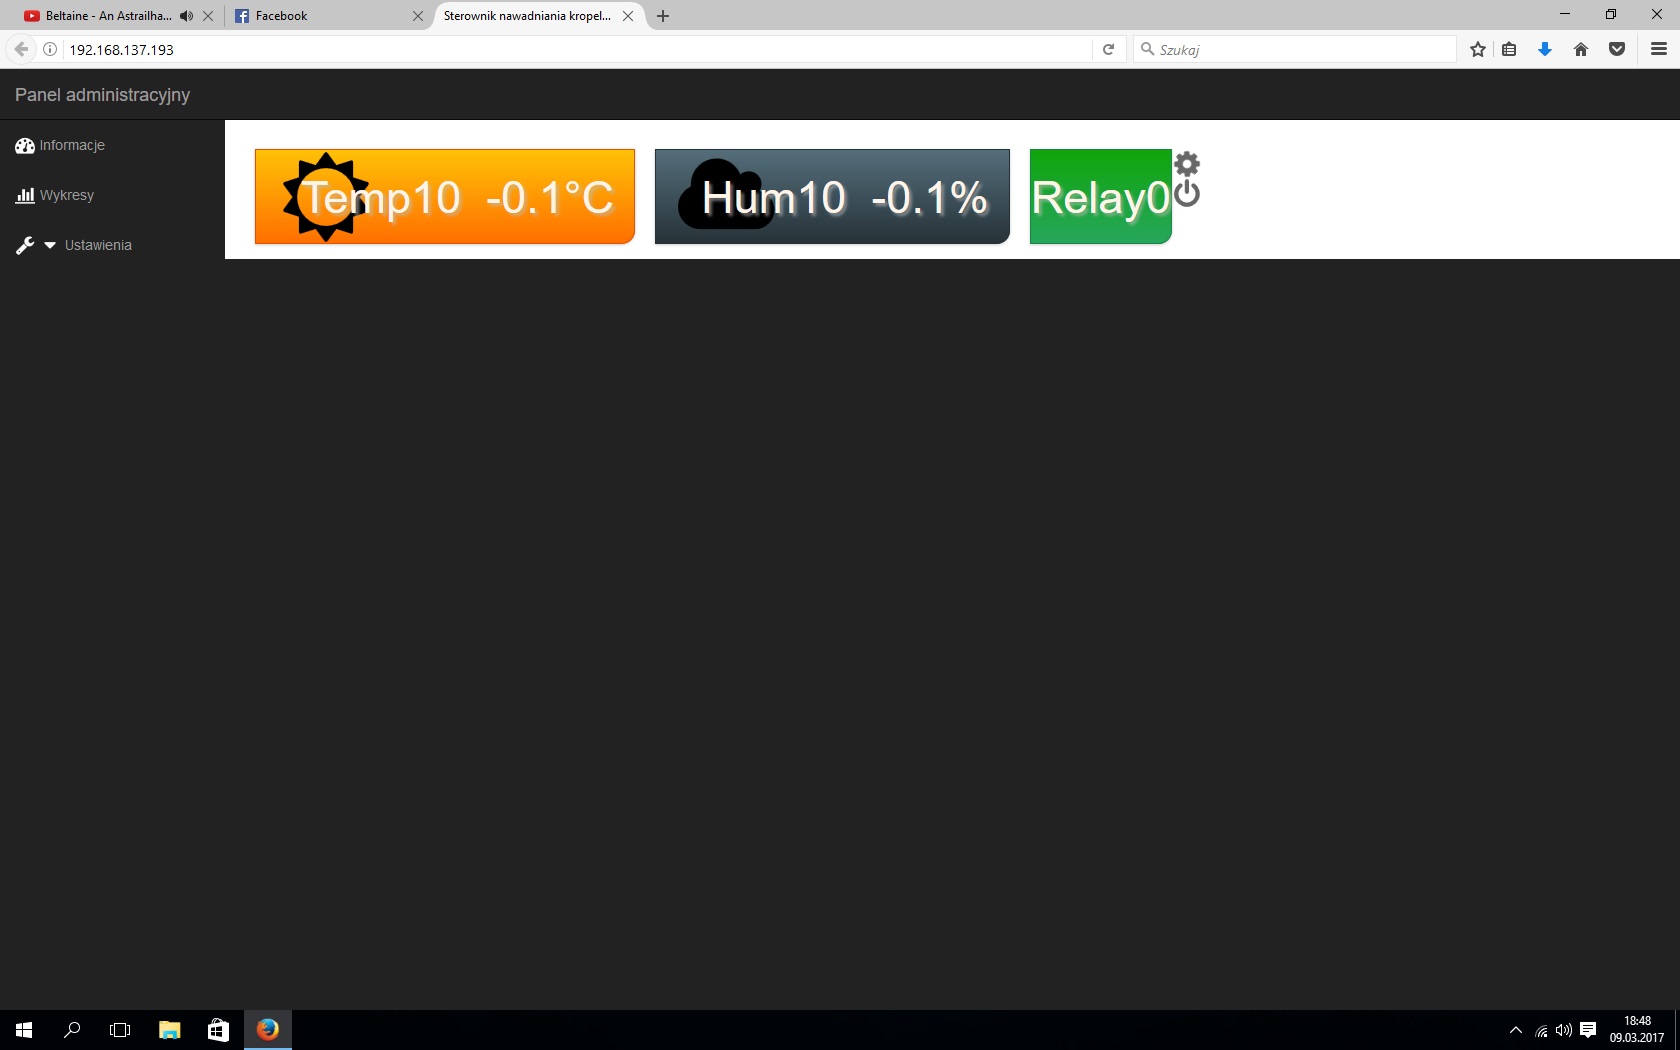 Beltaine - An Astrailha...
Facebook
Sterownik nawadniania kropel...
192.168.137.193
Szukaj
Panel administracyjny
Informacje
Wykresy
Ustawienia
Temp10 -0.1°C
Hum10 -0.1%
Relay0
18:48
09.03.2017